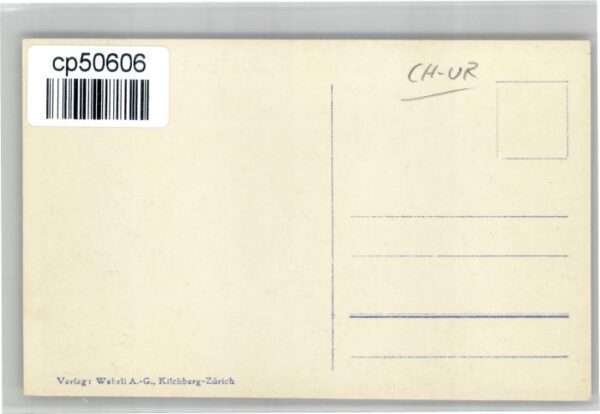 cp50606
CH-UR
Verlag: Wehrli A.-G., Kilchberg-Zürich